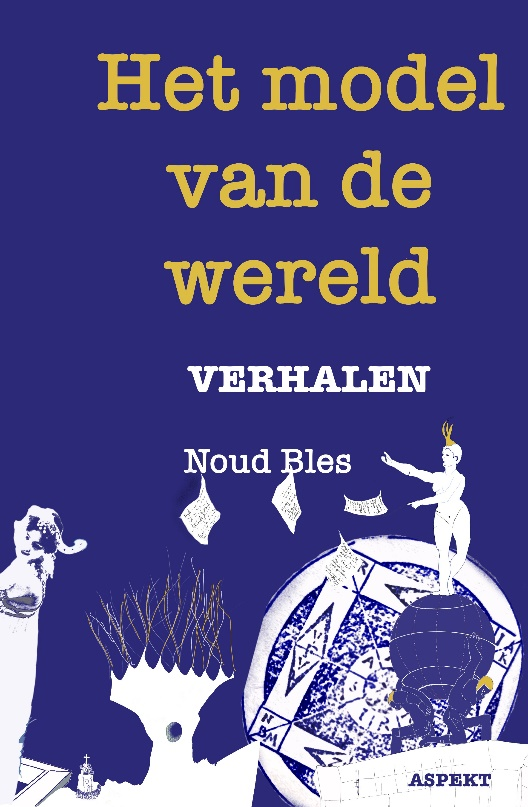 Het model
van de
wereld
VERHALEN
Noud Bles
ASPEKT